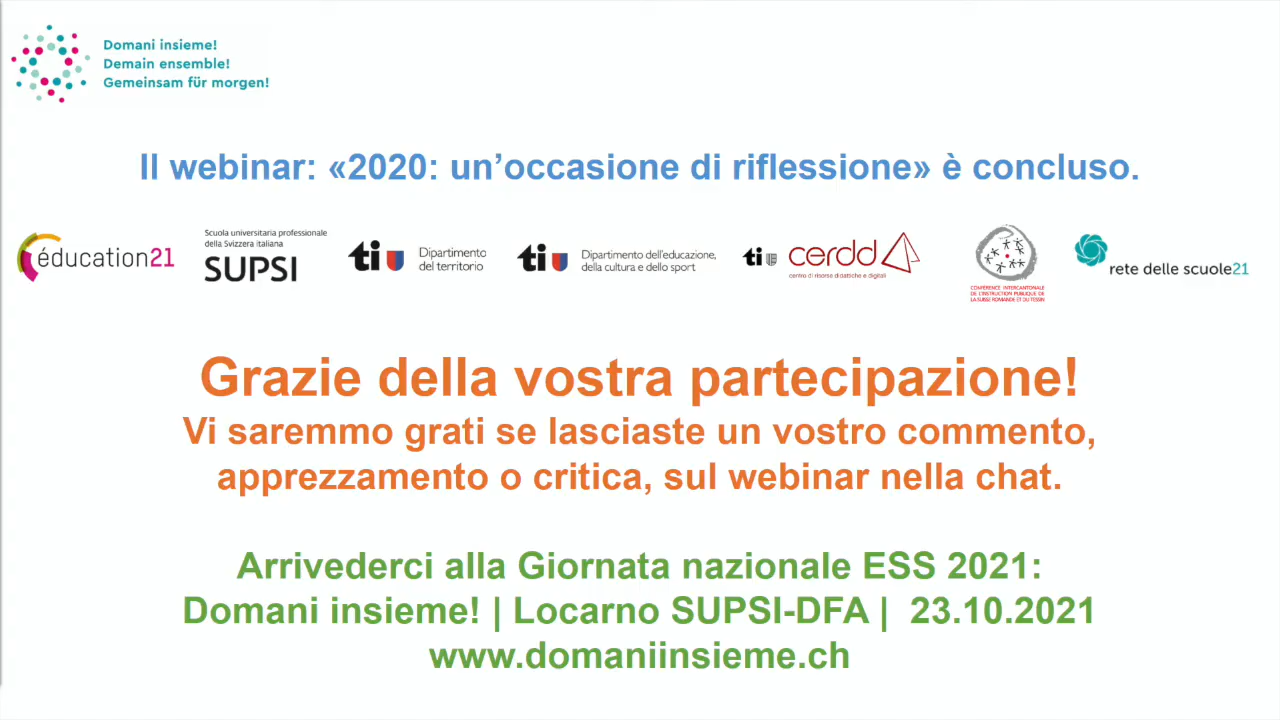 Domani insieme!
Demain ensemble!
Gemeinsam für morgen!
Il webinar: «2020: un’occasione di riflessione» è concluso.
éducation21
Scuola universitaria professionale
della Svizzera italiana
SUPSI
ti
Dipartimento
del territorio
ti
Dipartimento dell'educazione,
della cultura e dello sport
ti
cerdd
centro di risorse didattiche e digitali
CONFÉRENCE INTERCANTONALE
DE L'INSTRUCTION PUBLIQUE DE
LA SUISSE ROMANDE ET DU TESSIN
rete delle scuole21
Grazie della vostra partecipazione!
Vi saremmo grati se lasciaste un vostro commento,
apprezzamento o critica, sul webinar nella chat.
Arrivederci alla Giornata nazionale ESS 2021:
Domani insieme! | Locarno SUPSI-DFA | 23.10.2021
www.domaniinsieme.ch